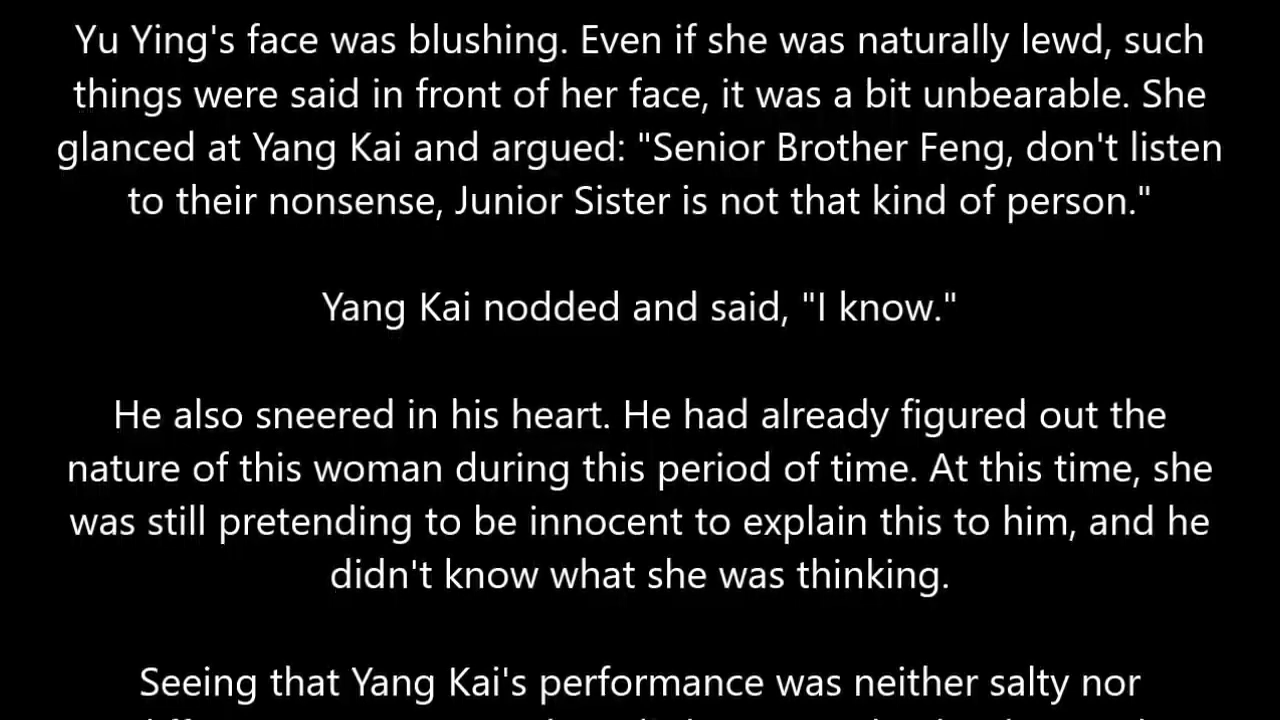 Yu Ying's face was blushing. Even if she was naturally lewd, such
things were said in front of her face, it was a bit unbearable. She
glanced at Yang Kai and argued: "Senior Brother Feng, don't listen
to their nonsense, Junior Sister is not that kind of person."
Yang Kai nodded and said, "I know."
He also sneered in his heart. He had already figured out the
nature of this woman during this period of time. At this time, she
was still pretending to be innocent to explain this to him, and he
didn't know what she was thinking.
Seeing that Yang Kai's performance was neither salty nor